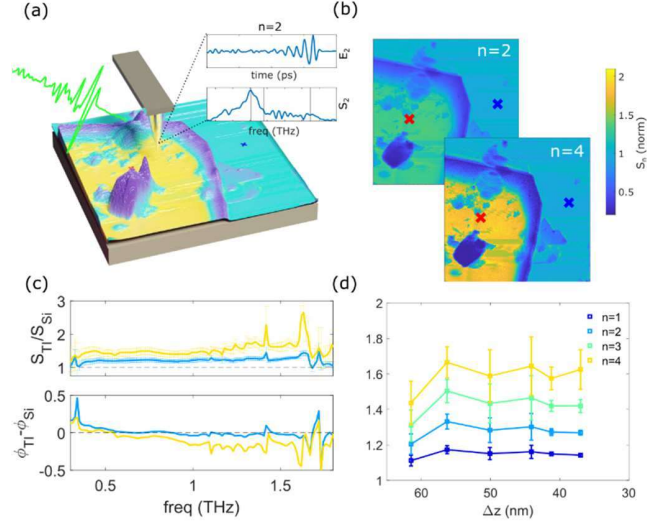 (a)
n=2
E2
time (ps)
S2
freq (THz)
(b)
n=2
n=4
2
1.5
1
0.5
Sn (norm)
(c)
3
2
1
STI/SSi
0.5
0
-0.5
ϕTI-ϕSi
0.5
1
1.5
freq (THz)
(d)
2
1.8
1.6
1.4
1.2
1
n=1
n=2
n=3
n=4
60
50
40
30
Δz (nm)